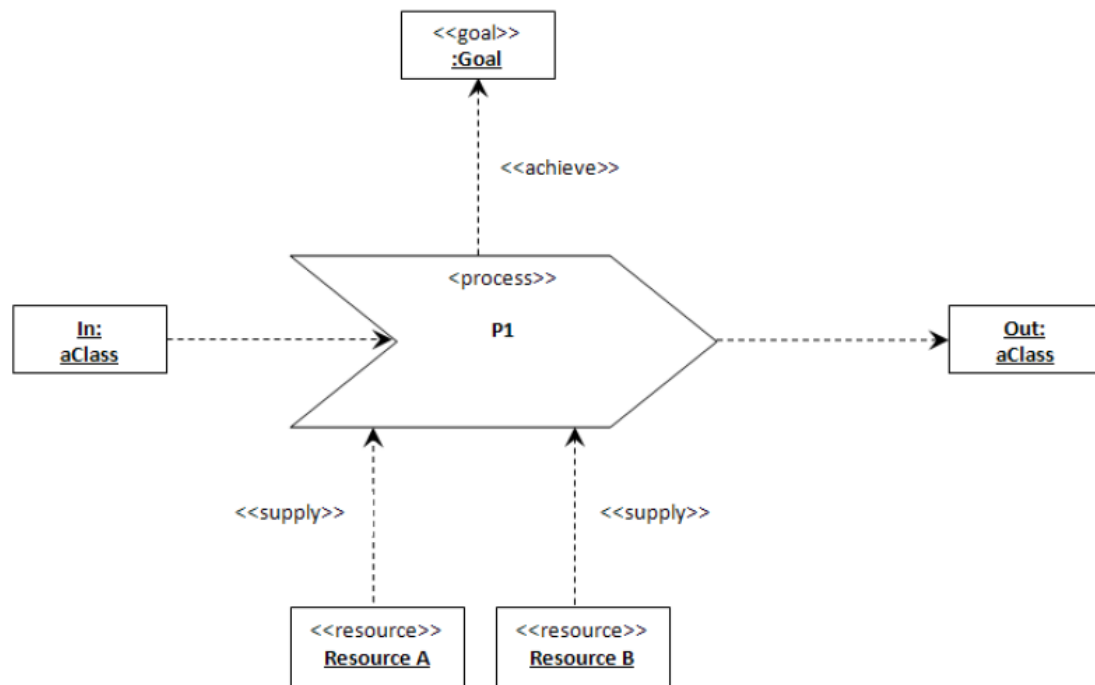 <<goal>>
:Goal
<<achieve>>
<process>>
P1
In:
aClass
Out:
aClass
<<supply>>
<<supply>>
<<resource>>
Resource A
<<resource>>
Resource B